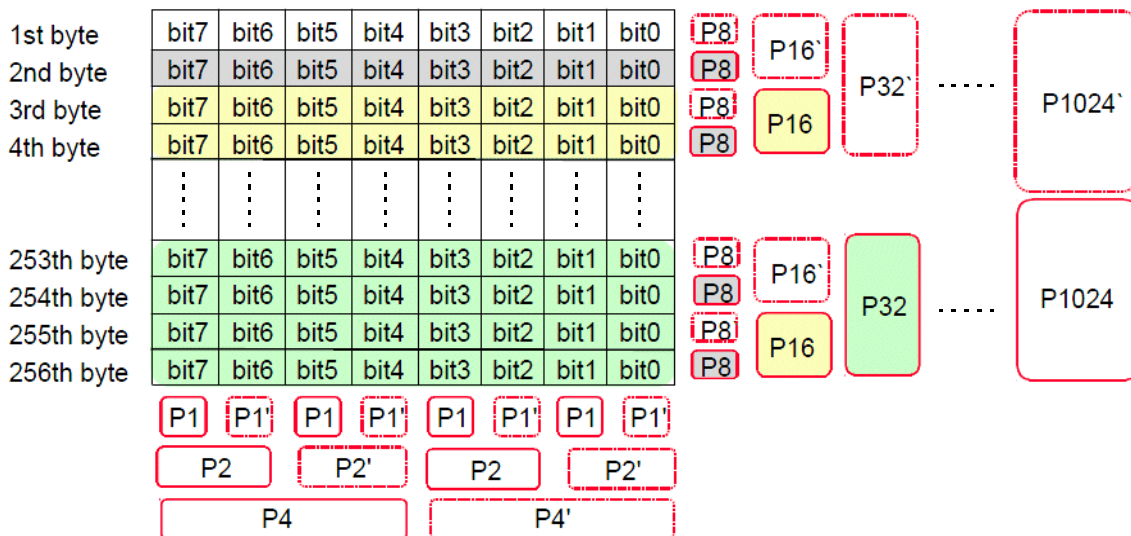 1st byte bit7 bit6 bit5 bit4 bit3 bit2 bit1 bit0 P8`
2nd byte bit7 bit6 bit5 bit4 bit3 bit2 bit1 bit0 P8
P16`
3rd byte bit7 bit6 bit5 bit4 bit3 bit2 bit1 bit0 P8`
4th byte bit7 bit6 bit5 bit4 bit3 bit2 bit1 bit0 P8
P16
P32` ...... P1024`
253th byte bit7 bit6 bit5 bit4 bit3 bit2 bit1 bit0 P8`
254th byte bit7 bit6 bit5 bit4 bit3 bit2 bit1 bit0 P8
P16`
255th byte bit7 bit6 bit5 bit4 bit3 bit2 bit1 bit0 P8`
256th byte bit7 bit6 bit5 bit4 bit3 bit2 bit1 bit0 P8
P16
P32 ...... P1024
P1 P1' P1 P1' P1 P1' P1 P1'
P2 P2' P2 P2'
P4 P4'